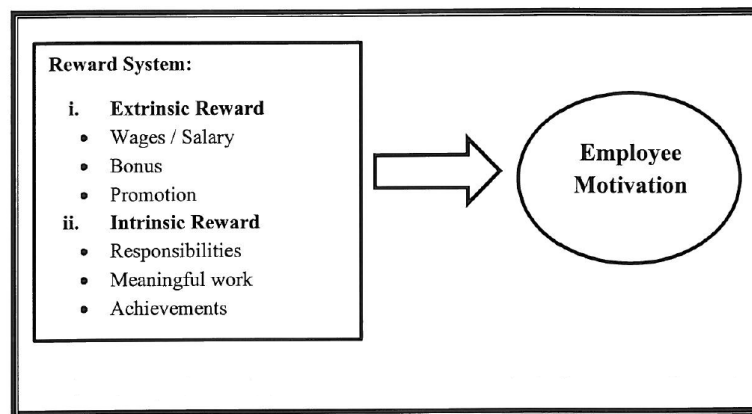 Reward System:
i. Extrinsic Reward
• Wages / Salary
• Bonus
• Promotion
ii. Intrinsic Reward
• Responsibilities
• Meaningful work
• Achievements
Employee
Motivation